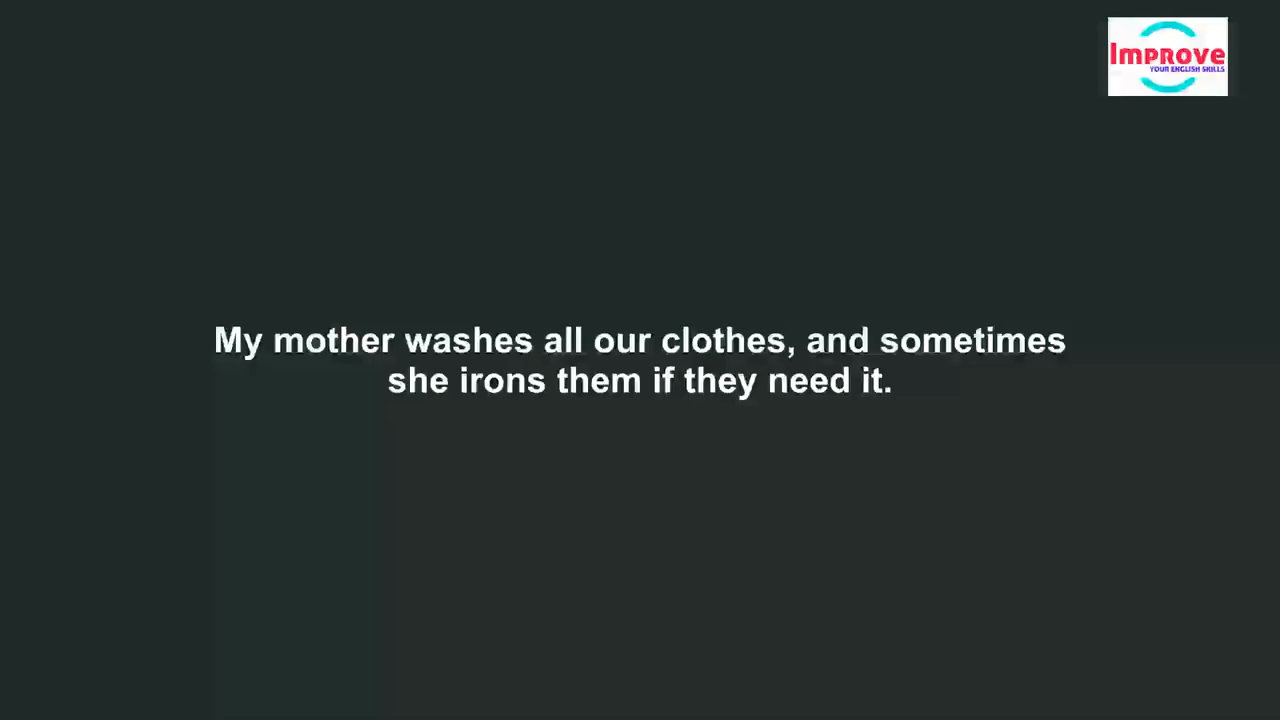 Improve
YOUR ENGLISH SKILLS
My mother washes all our clothes, and sometimes
she irons them if they need it.